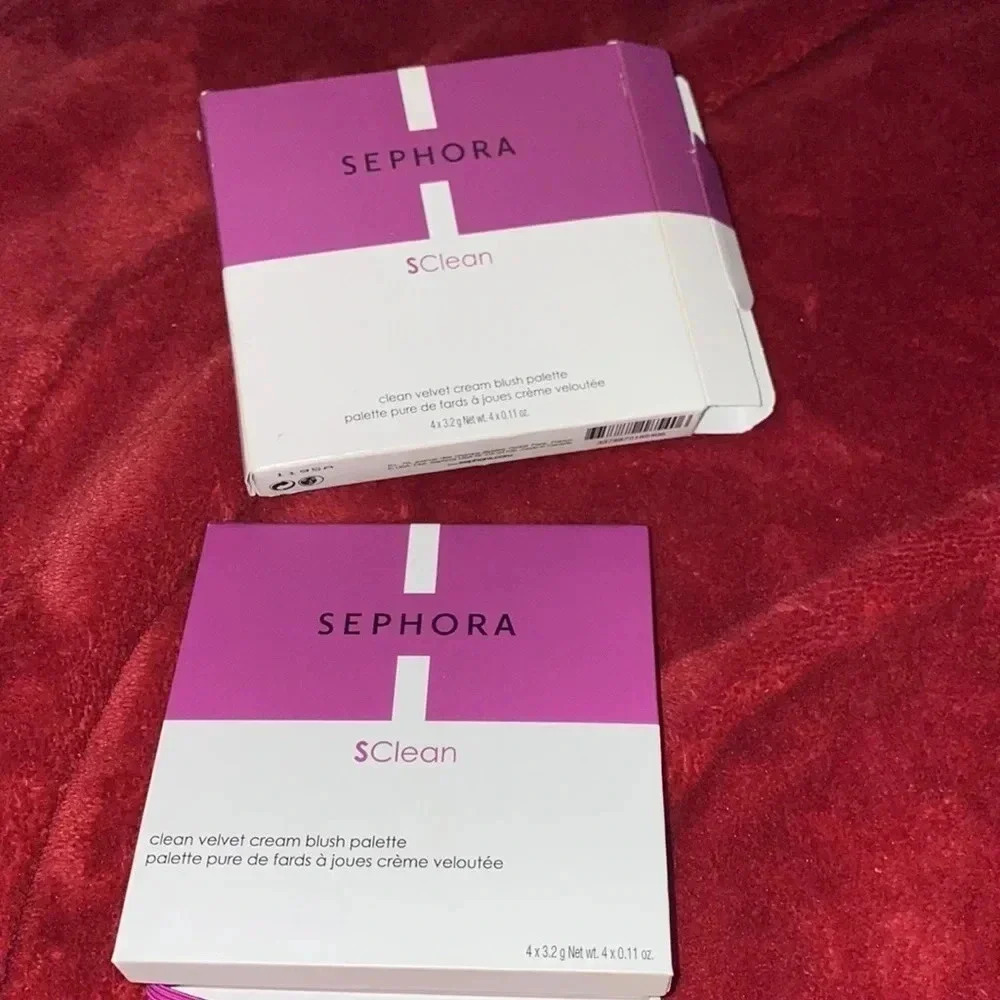 SEPHORA
SClean
clean velvet cream blush palette
palette pure de fards à joues crème veloutée
4 x 3.2 g Net wt. 4 x 0.11 oz.
SEPHORA
SClean
clean velvet cream blush palette
palette pure de fards à joues crème veloutée
4 x 3.2 g Net wt. 4 x 0.11 oz.